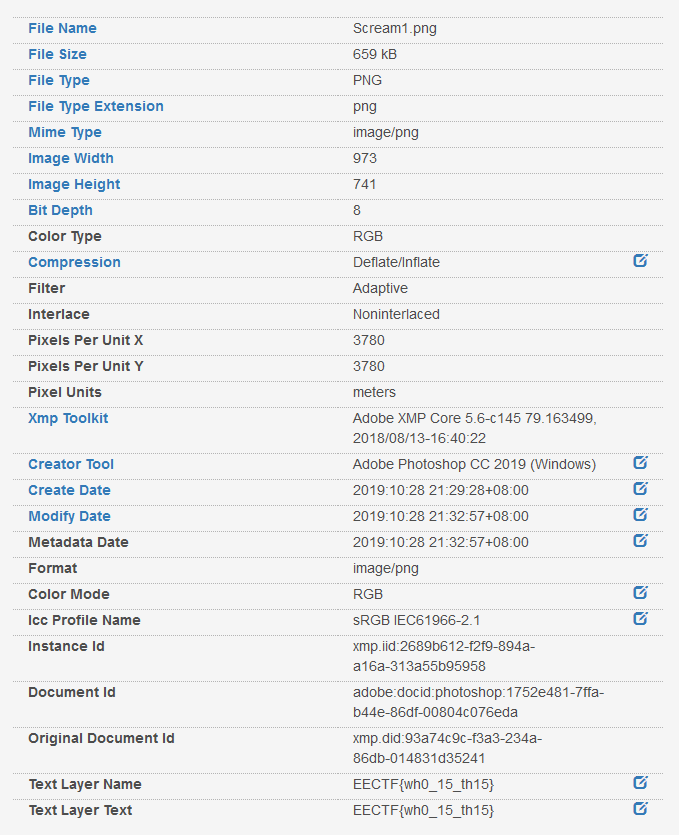 File Name Scream1.png
File Size 659 kB
File Type PNG
File Type Extension png
Mime Type image/png
Image Width 973
Image Height 741
Bit Depth 8
Color Type RGB
Compression Deflate/Inflate
Filter Adaptive
Interlace Noninterlaced
Pixels Per Unit X 3780
Pixels Per Unit Y 3780
Pixel Units meters
Xmp Toolkit Adobe XMP Core 5.6-c145 79.163499,
2018/08/13-16:40:22
Creator Tool Adobe Photoshop CC 2019 (Windows)
Create Date 2019:10:28 21:29:28+08:00
Modify Date 2019:10:28 21:32:57+08:00
Metadata Date 2019:10:28 21:32:57+08:00
Format image/png
Color Mode RGB
Icc Profile Name sRGB IEC61966-2.1
Instance Id xmp.iid:2689b612-f2f9-894a-
a16a-313a55b95958
Document Id adobe:docid:photoshop:1752e481-7ffa-
b44e-86df-00804c076eda
Original Document Id xmp.did:93a74c9c-f3a3-234a-
86db-014831d35241
Text Layer Name EECTF{wh0_15_th15}
Text Layer Text EECTF{wh0_15_th15}